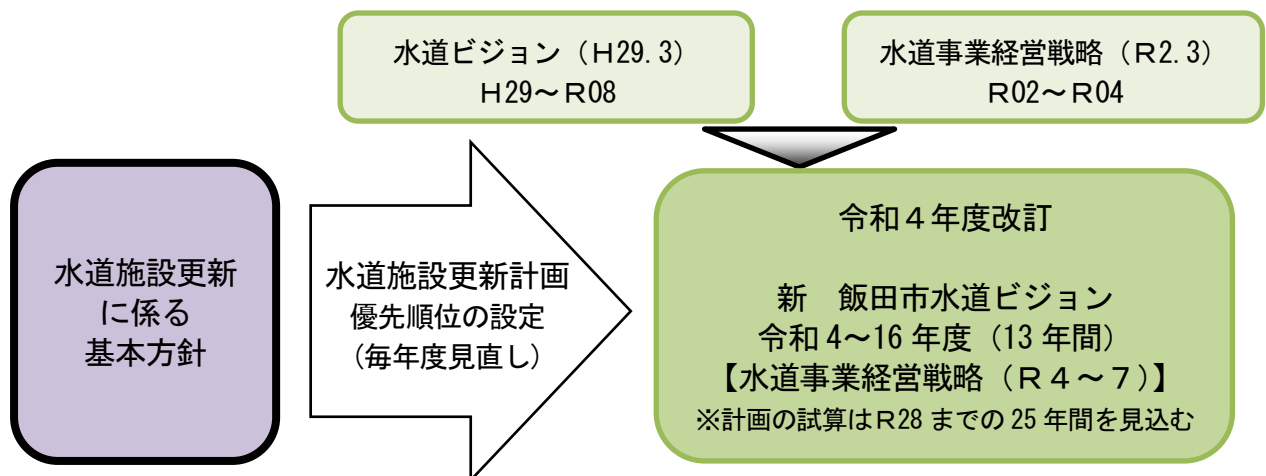 水道ビジョン（H29.3）
H29～R08
水道事業経営戦略（R2.3）
R02～R04
水道施設更新
に係る
基本方針
水道施設更新計画
優先順位の設定
（毎年度見直し）
令和４年度改訂
新　飯田市水道ビジョン
令和 4～16 年度（13 年間）
【水道事業経営戦略（Ｒ４～７）】
※計画の試算はＲ28 までの 25 年間を見込む